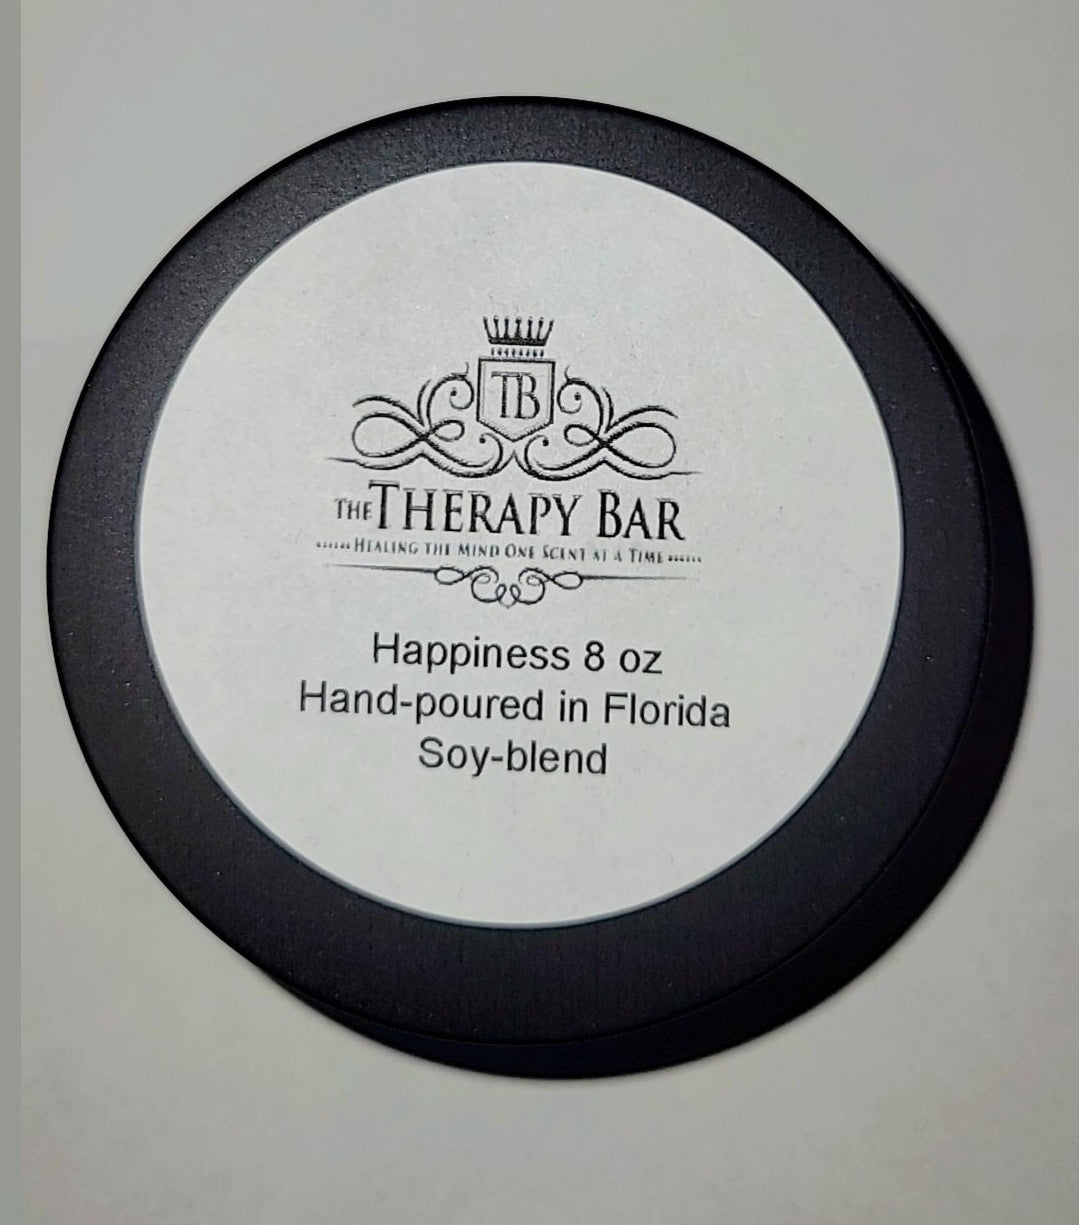 TB
THE THERAPY BAR
HEALING THE MIND ONE SCENT AT A TIME
Happiness 8 oz
Hand-poured in Florida
Soy-blend